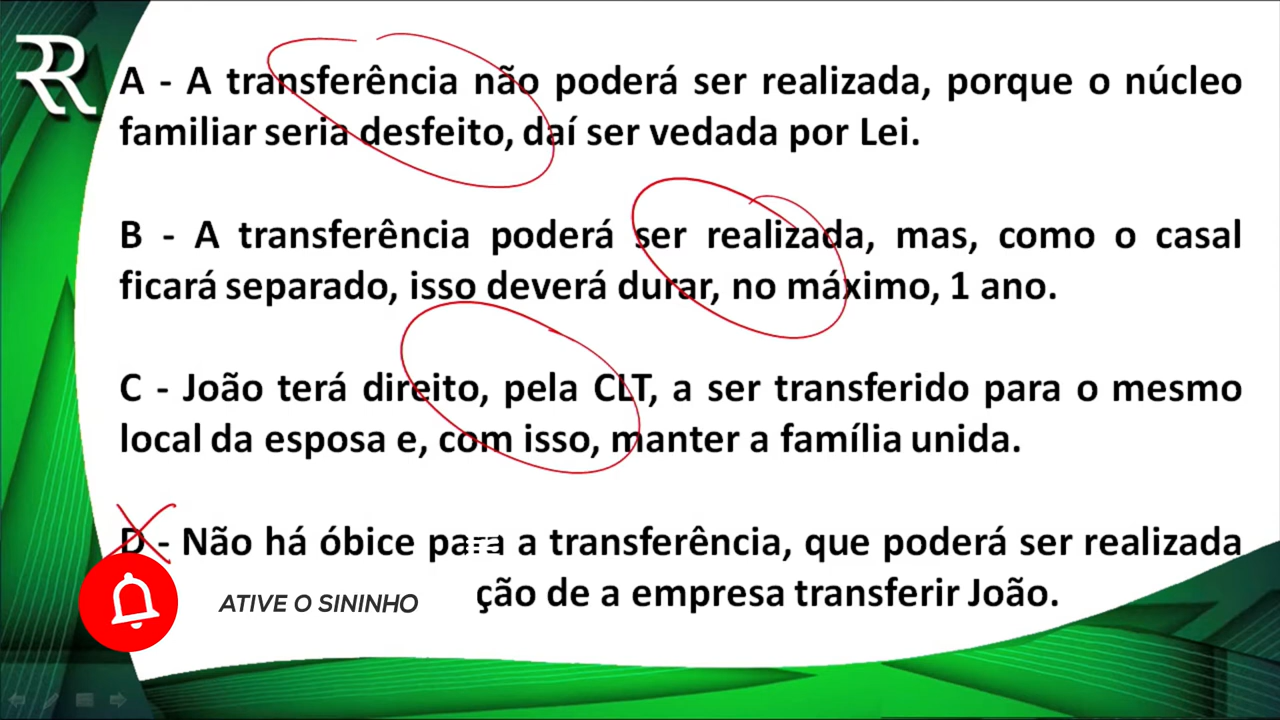 A - A transferência não poderá ser realizada, porque o núcleo
familiar seria desfeito, daí ser vedada por Lei.
B - A transferência poderá ser realizada, mas, como o casal
ficará separado, isso deverá durar, no máximo, 1 ano.
C - João terá direito, pela CLT, a ser transferido para o mesmo
local da esposa e, com isso, manter a família unida.
D - Não há óbice para a transferência, que poderá ser realizada
ção de a empresa transferir João.
ATIVE O SININHO